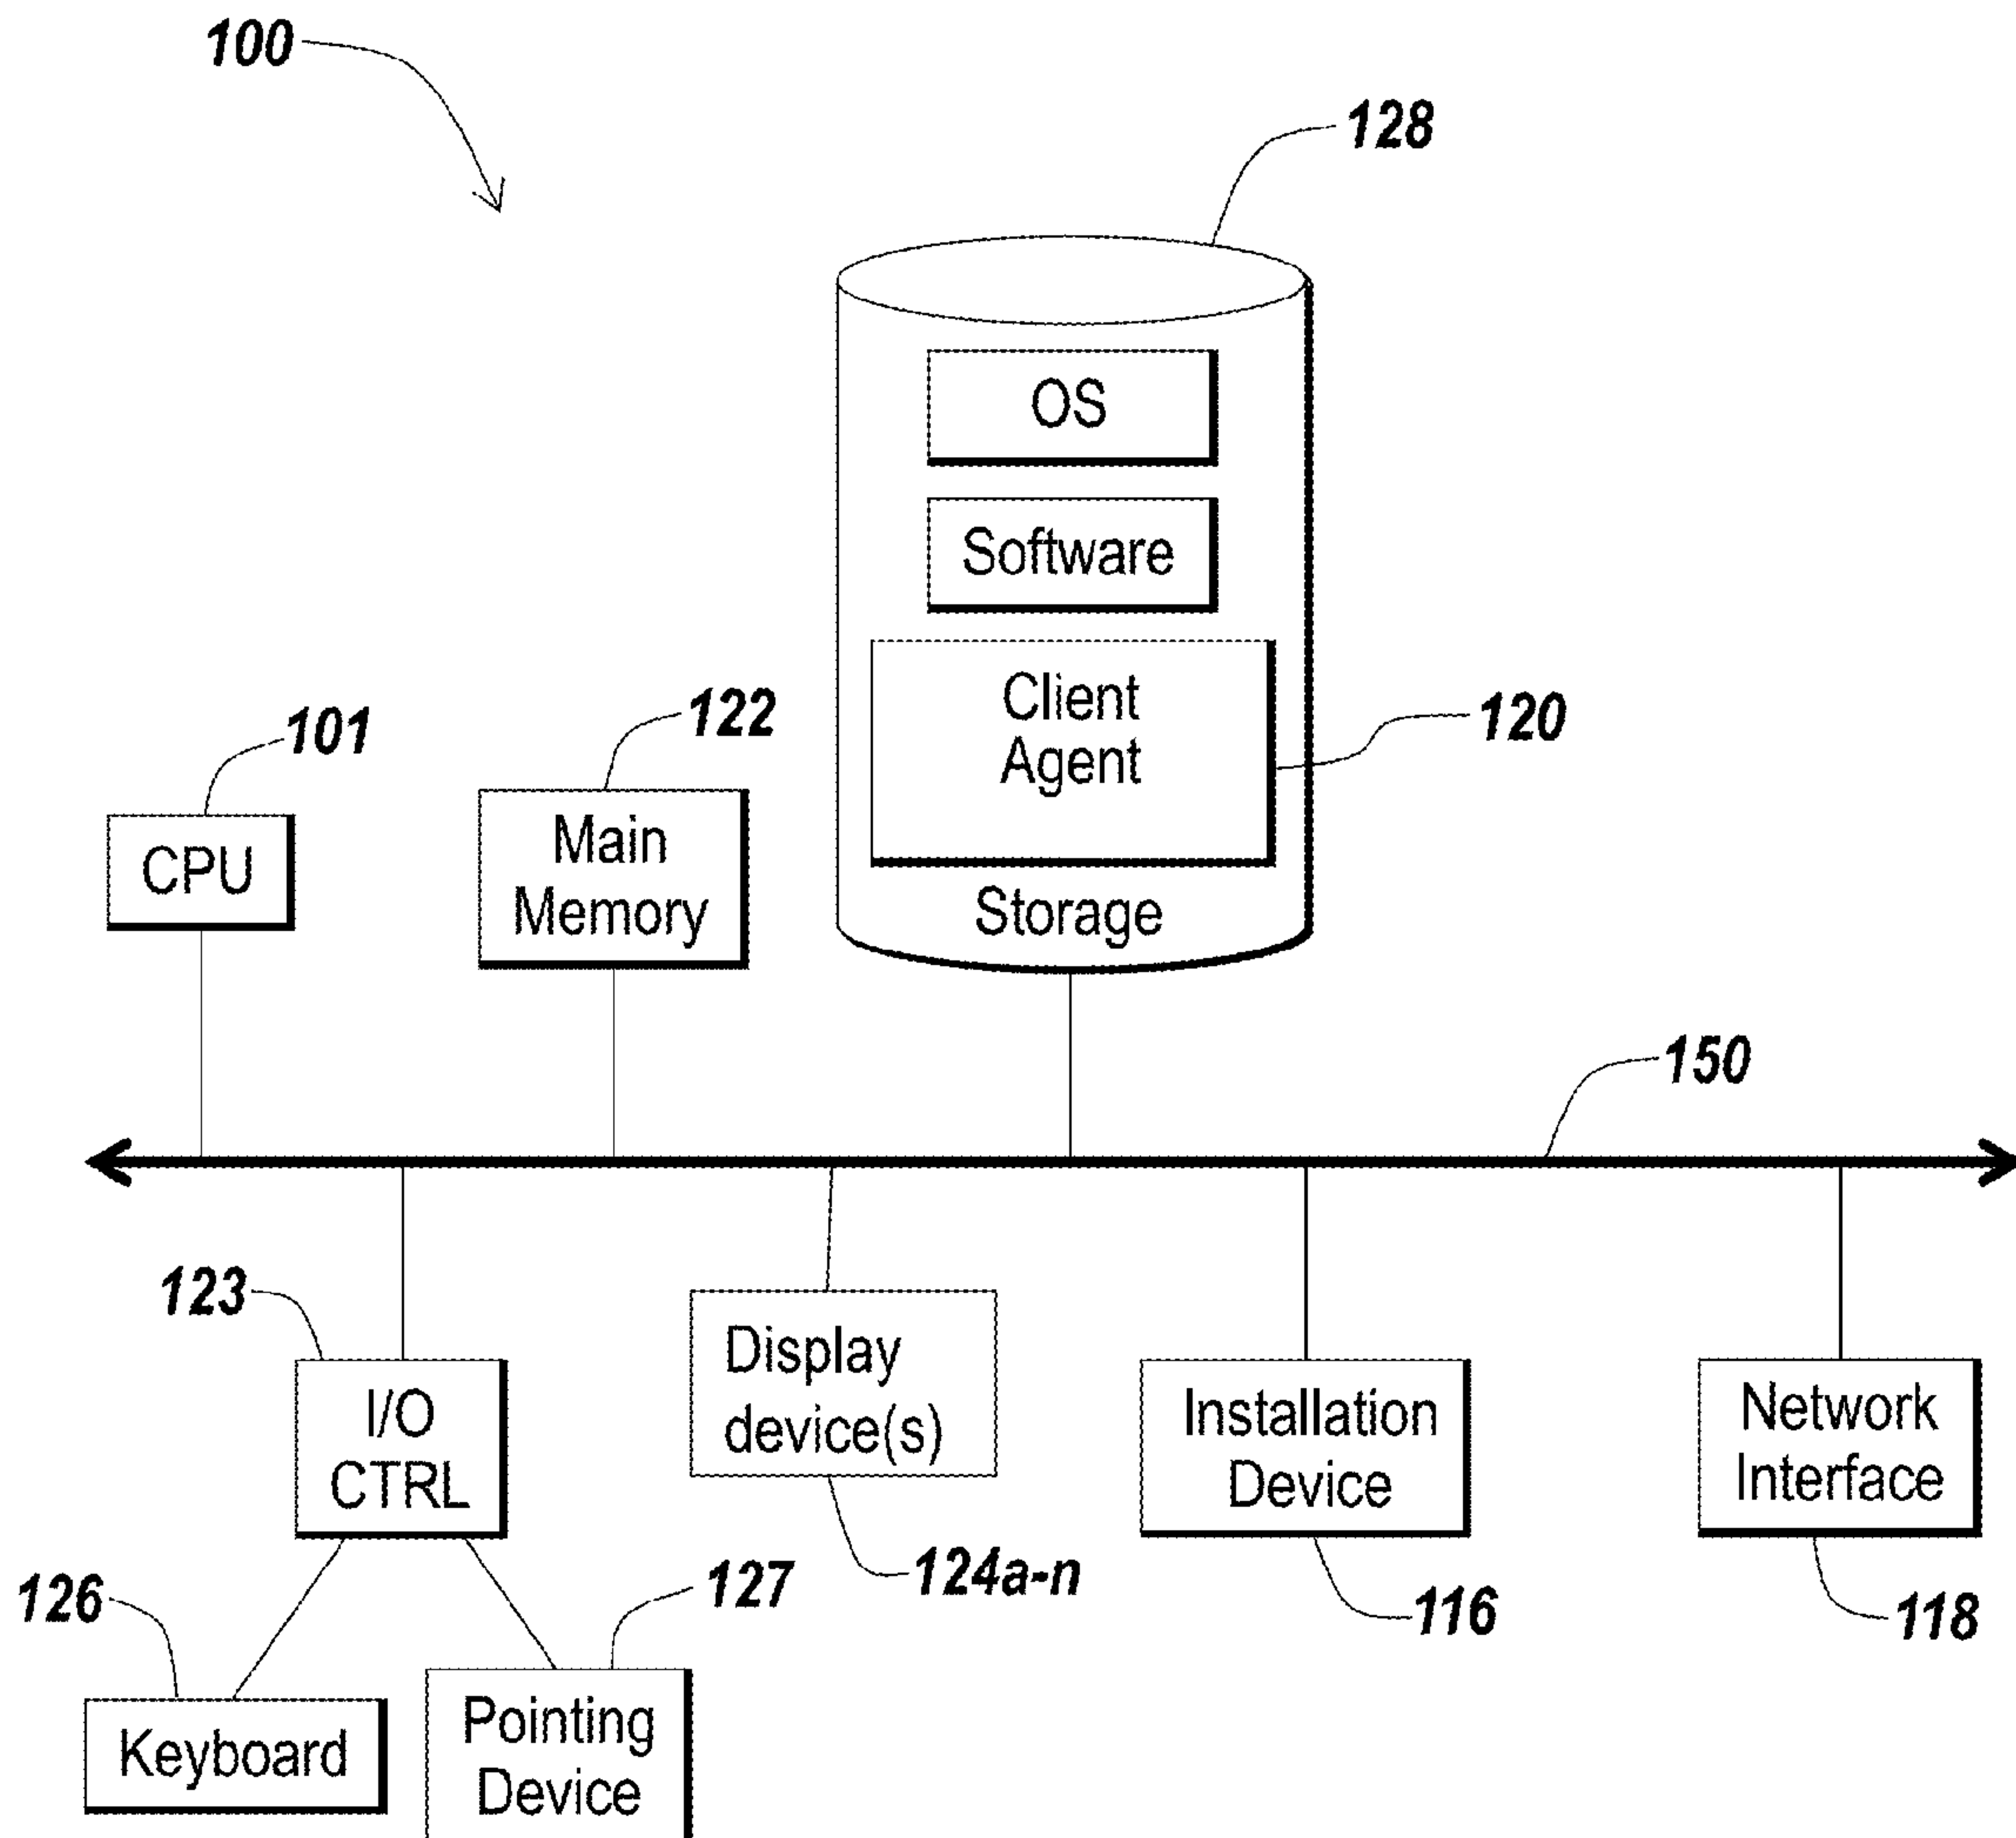 100
128
OS
Software
Client
Agent
120
Storage
101
CPU
122
Main
Memory
150
123
I/O
CTRL
Display
device(s)
124a-n
Installation
Device
116
Network
Interface
118
126
Keyboard
127
Pointing
Device